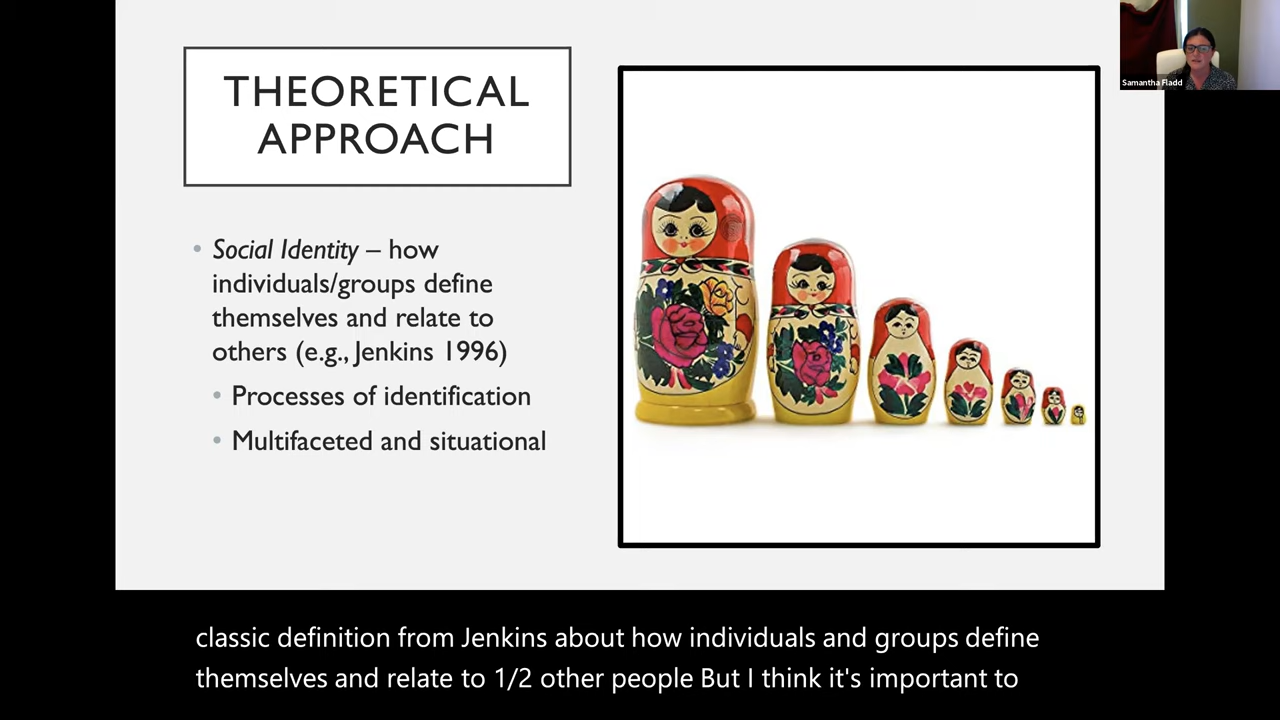 THEORETICAL
APPROACH
Samantha Fladd
• Social Identity – how
individuals/groups define
themselves and relate to
others (e.g., Jenkins 1996)
• Processes of identification
• Multifaceted and situational
classic definition from Jenkins about how individuals and groups define
themselves and relate to 1/2 other people But I think it's important to